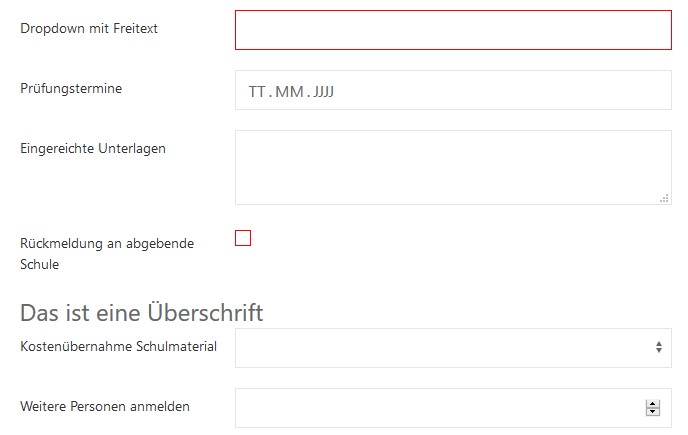 Dropdown mit Freitext
Prüfungstermine
TT.MM.JJJJ
Eingereichte Unterlagen
Rückmeldung an abgebende
Schule
Das ist eine Überschrift
Kostenübernahme Schulmaterial
Weitere Personen anmelden